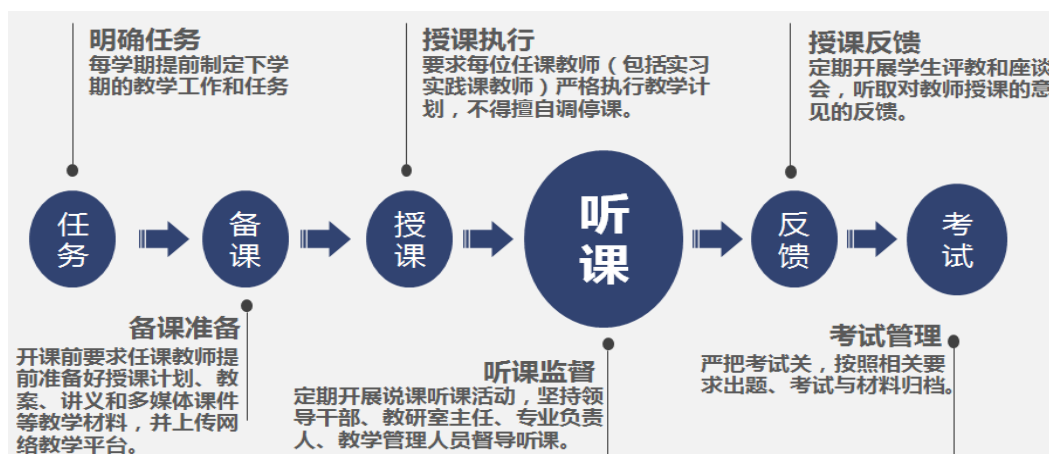 明确任务
每学期提前制定下学
期的教学工作和任务
授课执行
要求每位任课教师（包括实习
实践课教师）严格执行教学计
划，不得擅自调停课。
授课反馈
定期开展学生评教和座谈
会，听取对教师授课的意
见的反馈。
任务
备课
授课
听课
反馈
考试
备课准备
开课前要求任课教师提
前准备好授课计划、教
案、讲义和多媒体课件
等教学材料，并上传网
络教学平台。
听课监督
定期开展说课听课活动，坚持领
导干部、教研室主任、专业负责
人、教学管理人员督导听课。
考试管理
严把考试关，按照相关要
求出题、考试与材料归档。